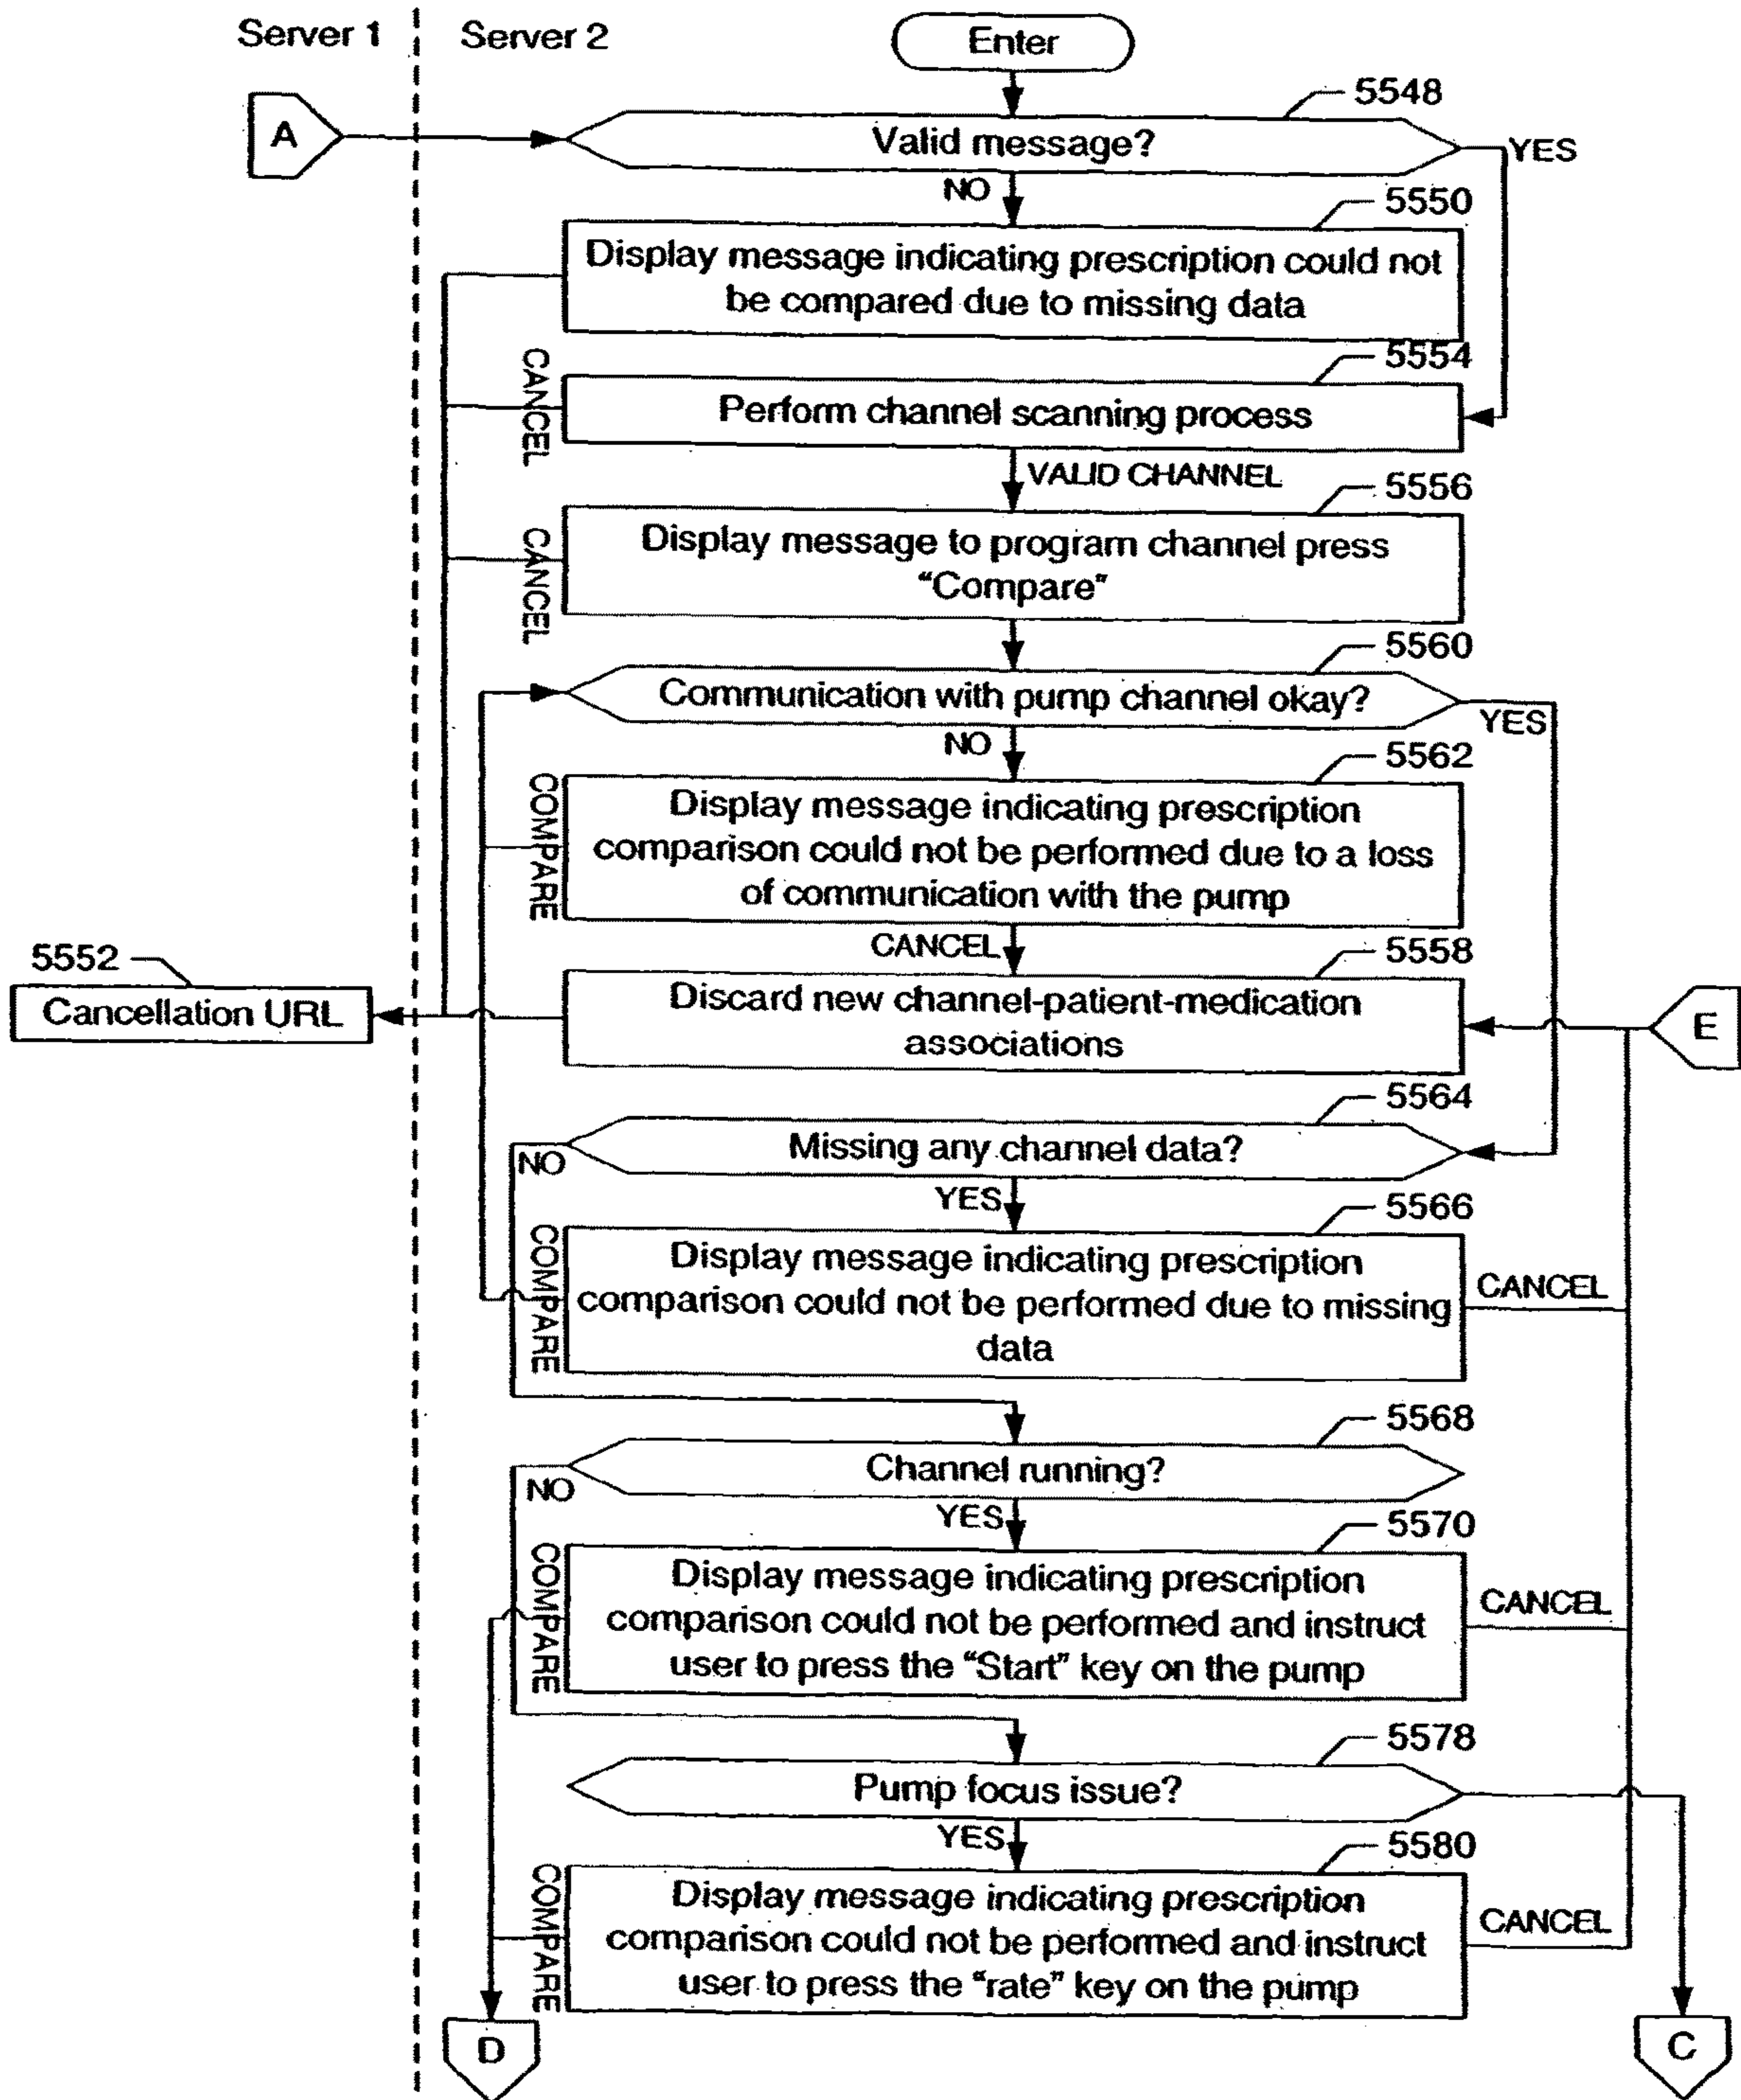 Server 1
Server 2
Enter
A
5548
Valid message?
YES
NO
5550
Display message indicating prescription could not
be compared due to missing data
5554
CANCEL
Perform channel scanning process
VALID CHANNEL
5556
CANCEL
Display message to program channel press
“Compare”
5560
Communication with pump channel okay?
YES
NO
5562
COMPARE
Display message indicating prescription
comparison could not be performed due to a loss
of communication with the pump
CANCEL
5558
5552
Cancellation URL
Discard new channel-patient-medication
associations
E
5564
Missing any channel data?
NO
YES
5566
COMPARE
Display message indicating prescription
comparison could not be performed due to missing
data
CANCEL
5568
Channel running?
NO
YES
5570
COMPARE
Display message indicating prescription
comparison could not be performed and instruct
user to press the “Start” key on the pump
CANCEL
5578
Pump focus issue?
YES
5580
COMPARE
Display message indicating prescription
comparison could not be performed and instruct
user to press the “rate” key on the pump
CANCEL
D
C